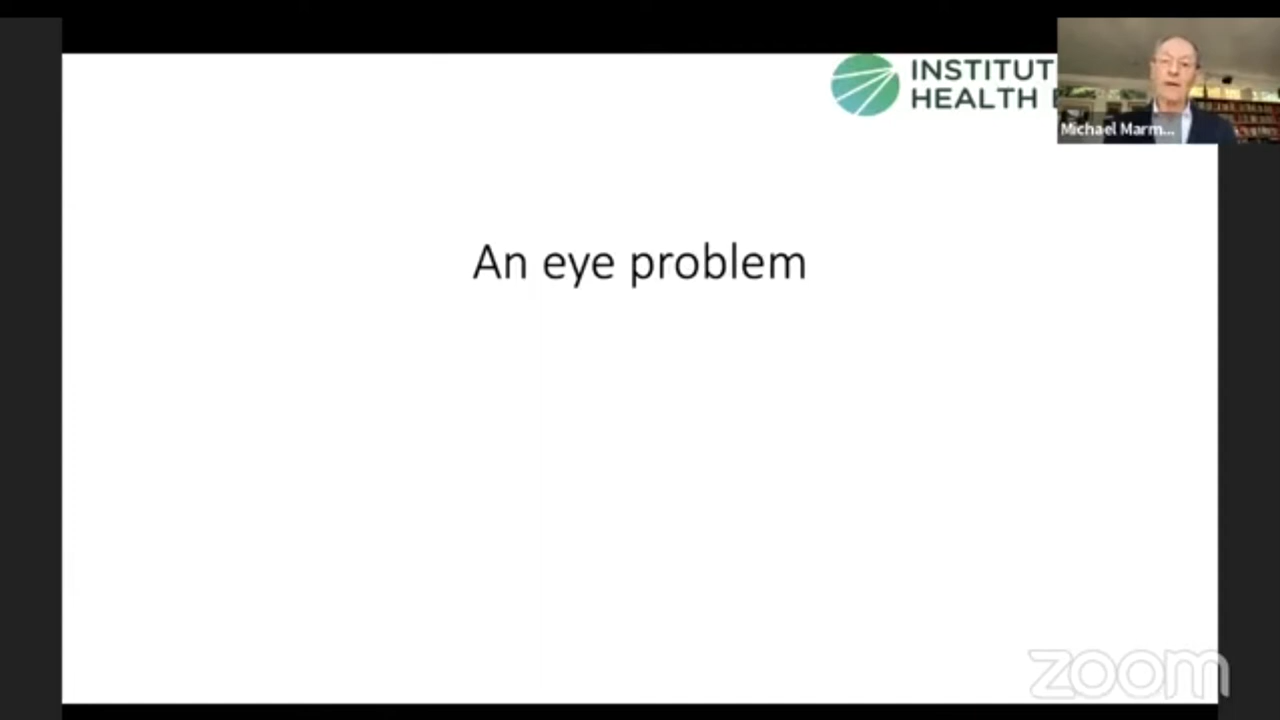 INSTITUT
HEALTH
Michael Marm...
An eye problem
zoom